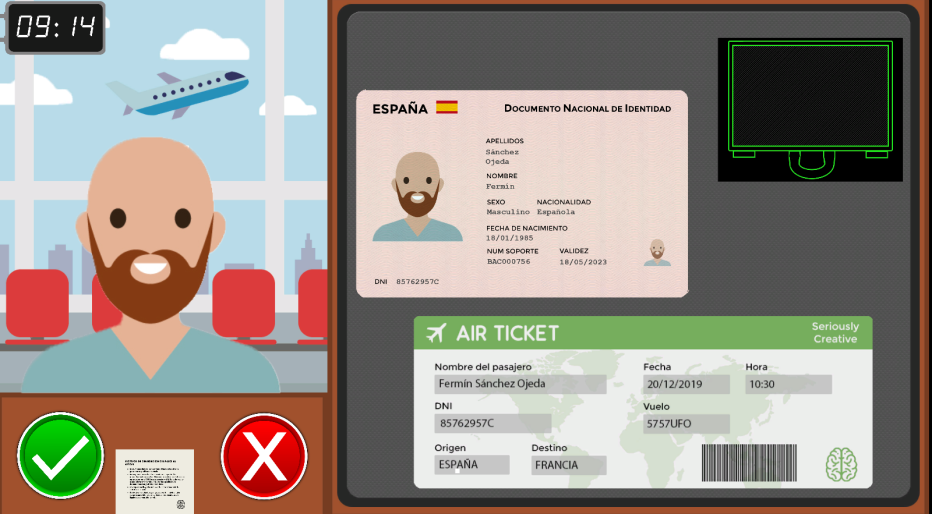 09:14
ESPAÑA
DOCUMENTO NACIONAL DE IDENTIDAD
APELLIDOS
Sánchez
Ojeda
NOMBRE
Fermin
SEXO NACIONALIDAD
Masculino Española
FECHA DE NACIMIENTO
18/01/1985
NUM SOPORTE VALIDEZ
BAC000756 18/05/2023
DNI 85762957C
AIR TICKET
Seriously
Creative
Nombre del pasajero Fecha Hora
Fermín Sánchez Ojeda 20/12/2019 10:30
DNI Vuelo
85762957C 5757UFO
Origen Destino
ESPAÑA FRANCIA